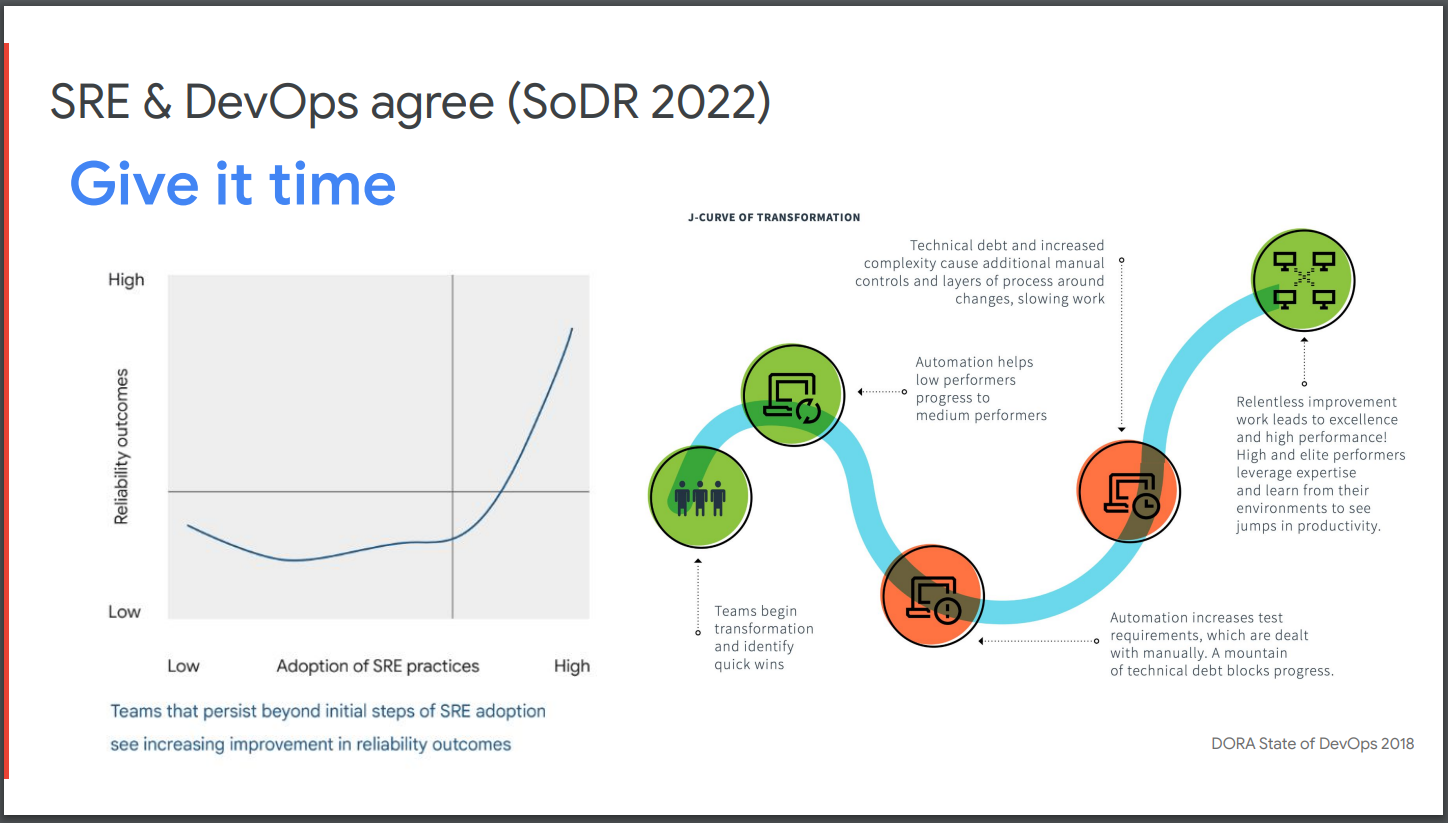 SRE & DevOps agree (SoDR 2022)
Give it time
High
Reliability outcomes
Low
Low
Adoption of SRE practices
High
Teams that persist beyond initial steps of SRE adoption
see increasing improvement in reliability outcomes
J-CURVE OF TRANSFORMATION
Technical debt and increased
complexity cause additional manual
controls and layers of process around
changes, slowing work
Automation helps
low performers
progress to
medium performers
Relentless improvement
work leads to excellence
and high performance!
High and elite performers
leverage expertise
and learn from their
environments to see
jumps in productivity.
Teams begin
transformation
and identify
quick wins
Automation increases test
requirements, which are dealt
with manually. A mountain
of technical debt blocks progress.
DORA State of DevOps 2018